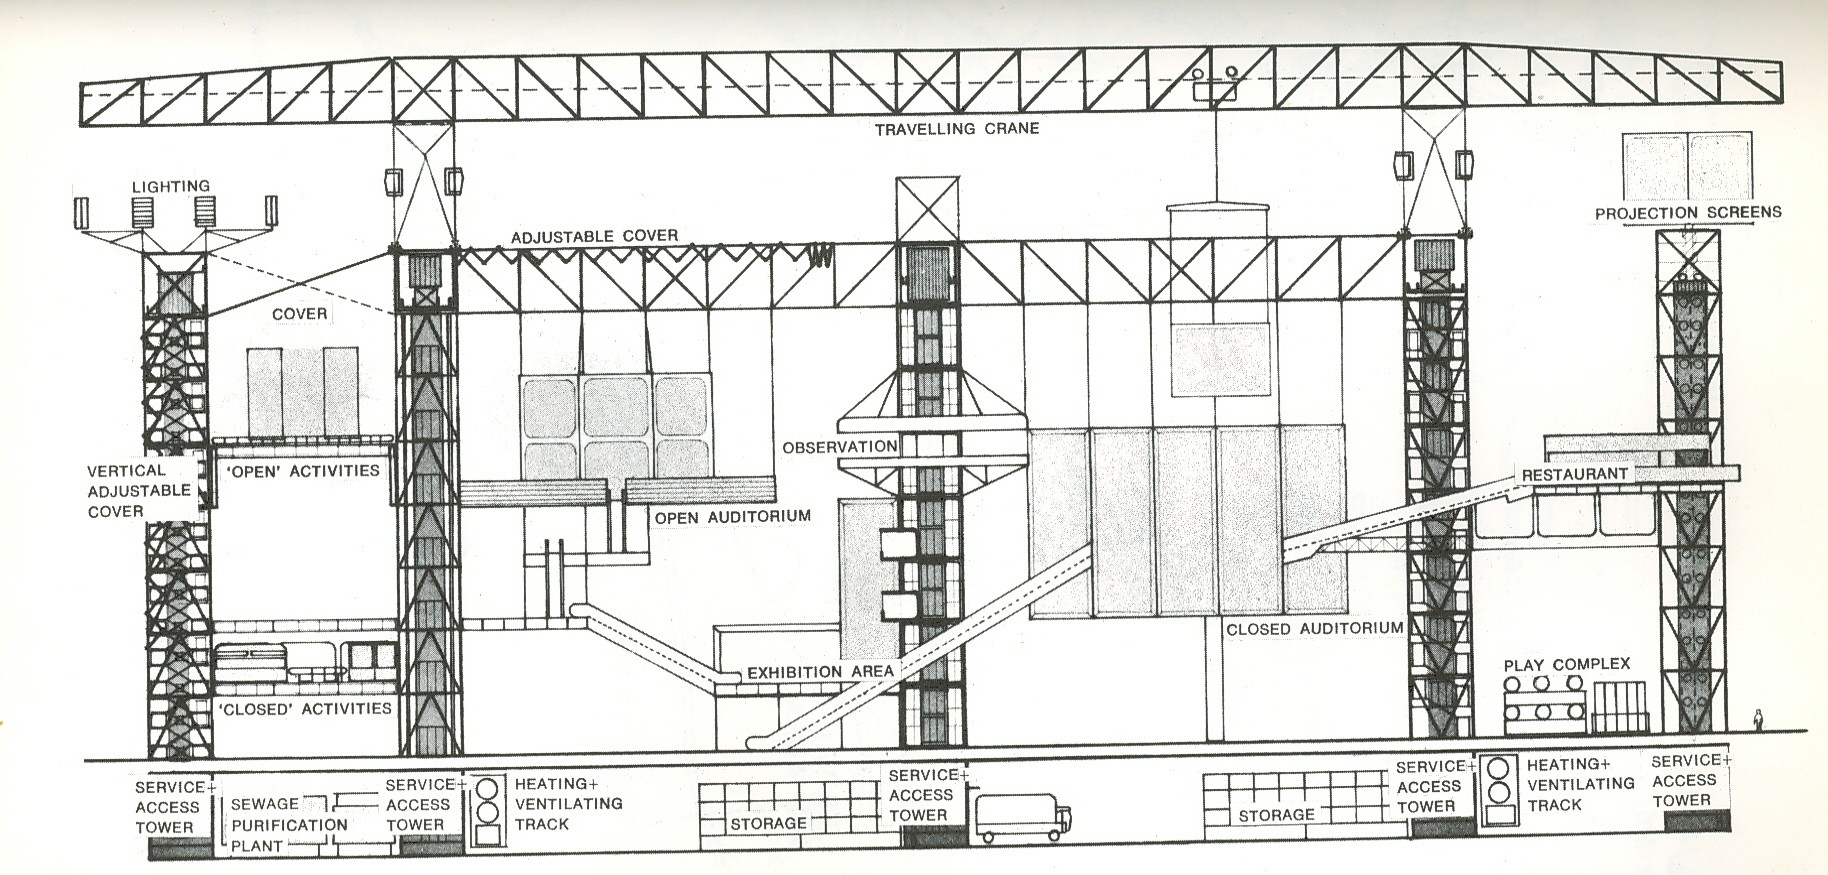 TRAVELLING CRANE
LIGHTING
PROJECTION SCREENS
ADJUSTABLE COVER
COVER
OBSERVATION
'OPEN' ACTIVITIES
VERTICAL
ADJUSTABLE
COVER
RESTAURANT
OPEN AUDITORIUM
CLOSED AUDITORIUM
EXHIBITION AREA
PLAY COMPLEX
'CLOSED' ACTIVITIES
SERVICE+
ACCESS
TOWER
SEWAGE
PURIFICATION
PLANT
SERVICE+
ACCESS
TOWER
HEATING+
VENTILATING
TRACK
STORAGE
SERVICE+
ACCESS
TOWER
STORAGE
SERVICE+
ACCESS
TOWER
HEATING+
VENTILATING
TRACK
SERVICE+
ACCESS
TOWER